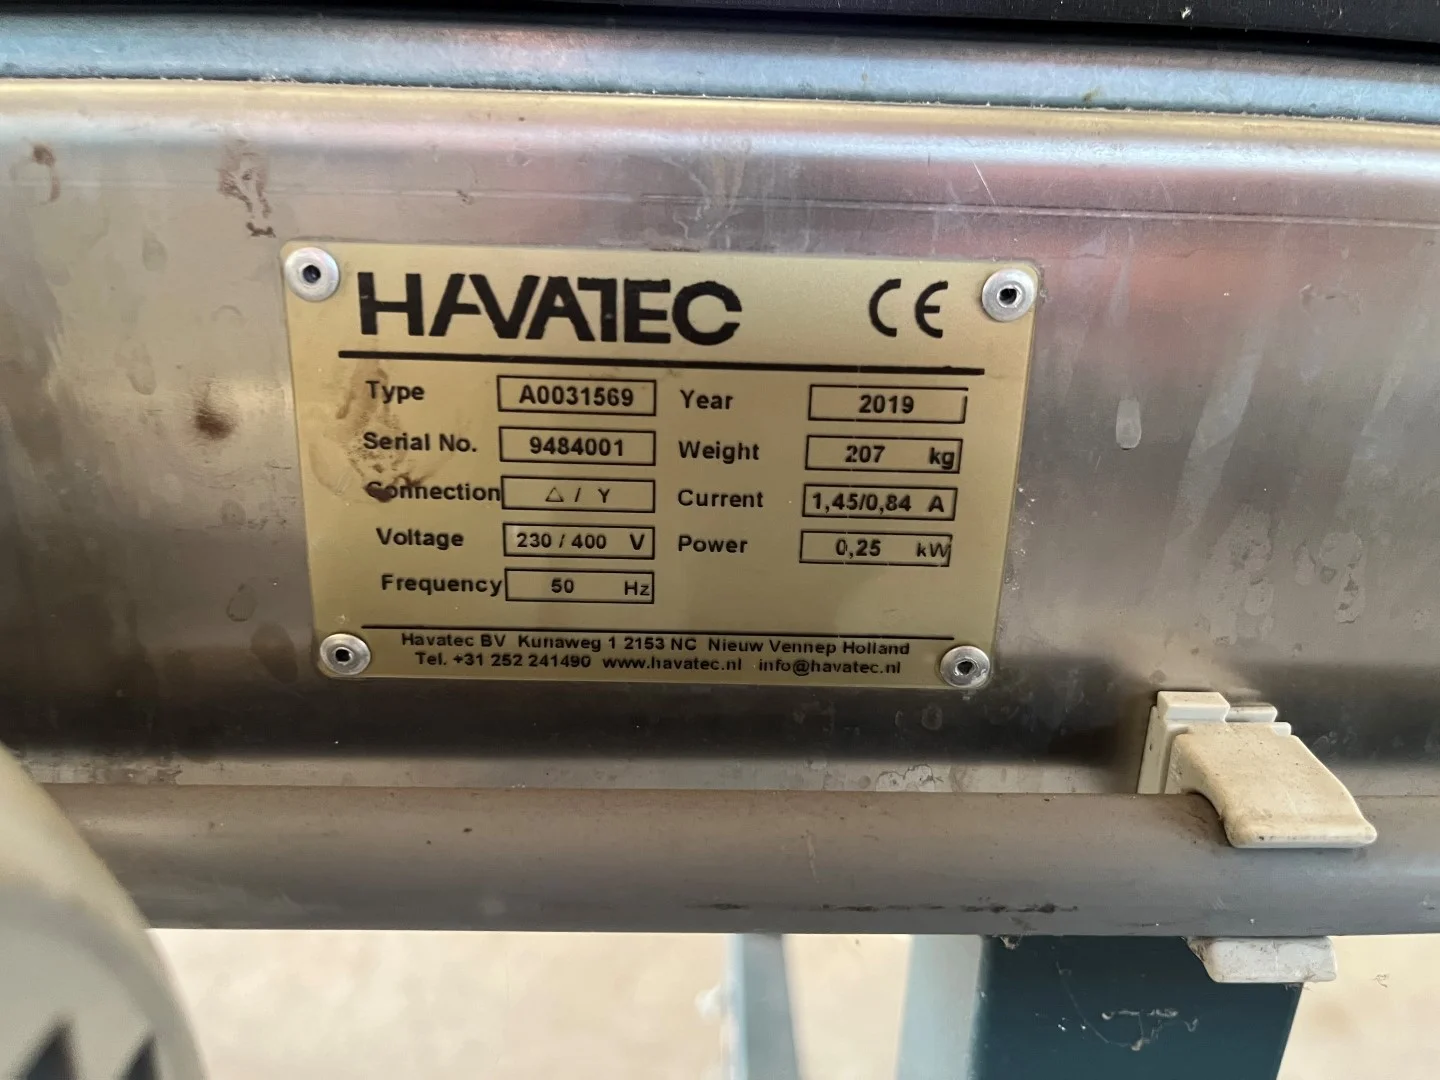 HAVATEC CE
Type A0031569 Year 2019
Serial No. 9484001 Weight 207 kg
Connection △ / Y Current 1,45/0,84 A
Voltage 230 / 400 V Power 0,25 kW
Frequency 50 Hz
Havatec BV Kunaweg 1 2153 NC Nieuw Vennep Holland
Tel. +31 252 241490 www.havatec.nl info@havatec.nl